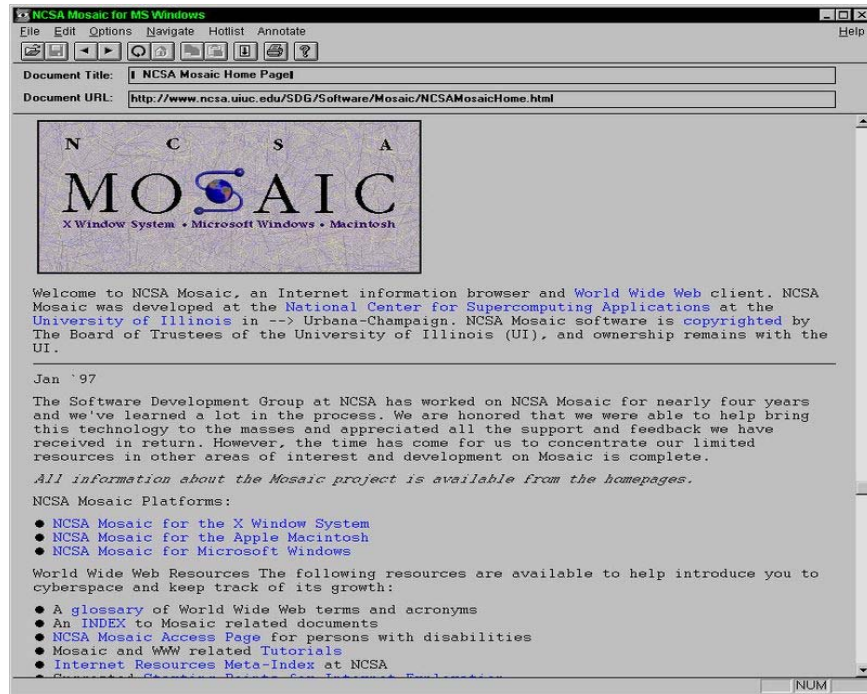 NCSA Mosaic for MS Windows
File Edit Options Navigate Hotlist Annotate Help
Document Title: NCSA Mosaic Home Page
Document URL: http://www.ncsa.uiuc.edu/SDG/Software/Mosaic/NCSAMosaicHome.html
N C S A
MOSAIC
X Window System • Microsoft Windows • Macintosh
Welcome to NCSA Mosaic, an Internet information browser and World Wide Web client. NCSA
Mosaic was developed at the National Center for Supercomputing Applications at the
University of Illinois in --> Urbana-Champaign. NCSA Mosaic software is copyrighted by
The Board of Trustees of the University of Illinois (UI), and ownership remains with the
UI.
Jan `97
The Software Development Group at NCSA has worked on NCSA Mosaic for nearly four years
and we've learned a lot in the process. We are honored that we were able to help bring
this technology to the masses and appreciated all the support and feedback we have
received in return. However, the time has come for us to concentrate our limited
resources in other areas of interest and development on Mosaic is complete.
All information about the Mosaic project is available from the homepages.
NCSA Mosaic Platforms:
● NCSA Mosaic for the X Window System
● NCSA Mosaic for the Apple Macintosh
● NCSA Mosaic for Microsoft Windows
World Wide Web Resources The following resources are available to help introduce you to
cyberspace and keep track of its growth:
● A glossary of World Wide Web terms and acronyms
● An INDEX to Mosaic related documents
● NCSA Mosaic Access Page for persons with disabilities
● Mosaic and WWW related Tutorials
● Internet Resources Meta-Index at NCSA
● Suggested Starting Points for Internet Exploration
NUM